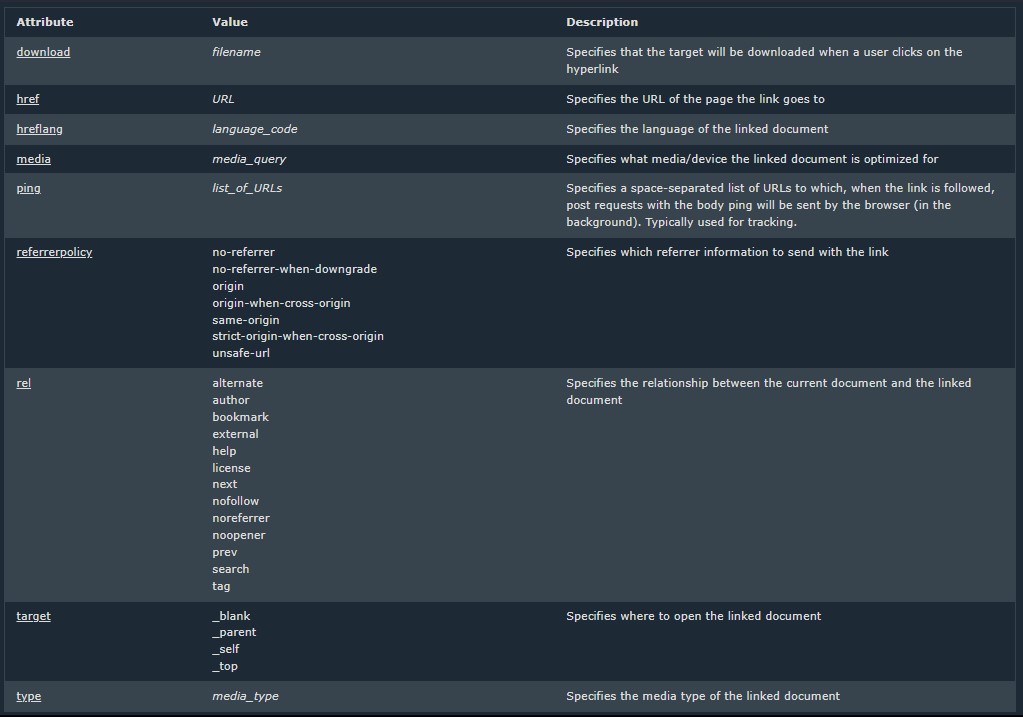 Attribute Value Description
download filename Specifies that the target will be downloaded when a user clicks on the
hyperlink
href URL Specifies the URL of the page the link goes to
hreflang language_code Specifies the language of the linked document
media media_query Specifies what media/device the linked document is optimized for
ping list_of_URLs Specifies a space-separated list of URLs to which, when the link is followed,
post requests with the body ping will be sent by the browser (in the
background). Typically used for tracking.
referrerpolicy no-referrer Specifies which referrer information to send with the link
no-referrer-when-downgrade
origin
origin-when-cross-origin
same-origin
strict-origin-when-cross-origin
unsafe-url
rel alternate Specifies the relationship between the current document and the linked
author document
bookmark
external
help
license
next
nofollow
noreferrer
noopener
prev
search
tag
target _blank Specifies where to open the linked document
_parent
_self
_top
type media_type Specifies the media type of the linked document